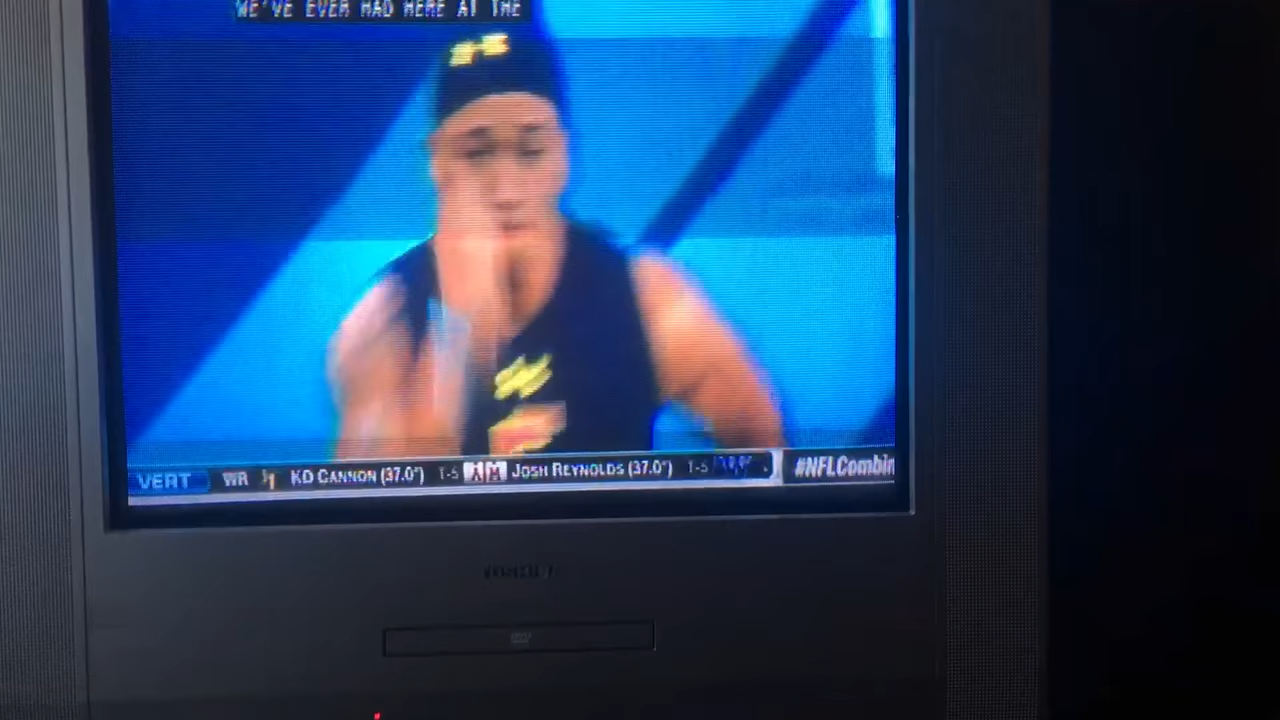 WE'VE EVER HAD HERE AT THE
VERT WR KD CANNON (37.0") T-5 JOSH REYNOLDS (37.0") T-5 #NFLCombin